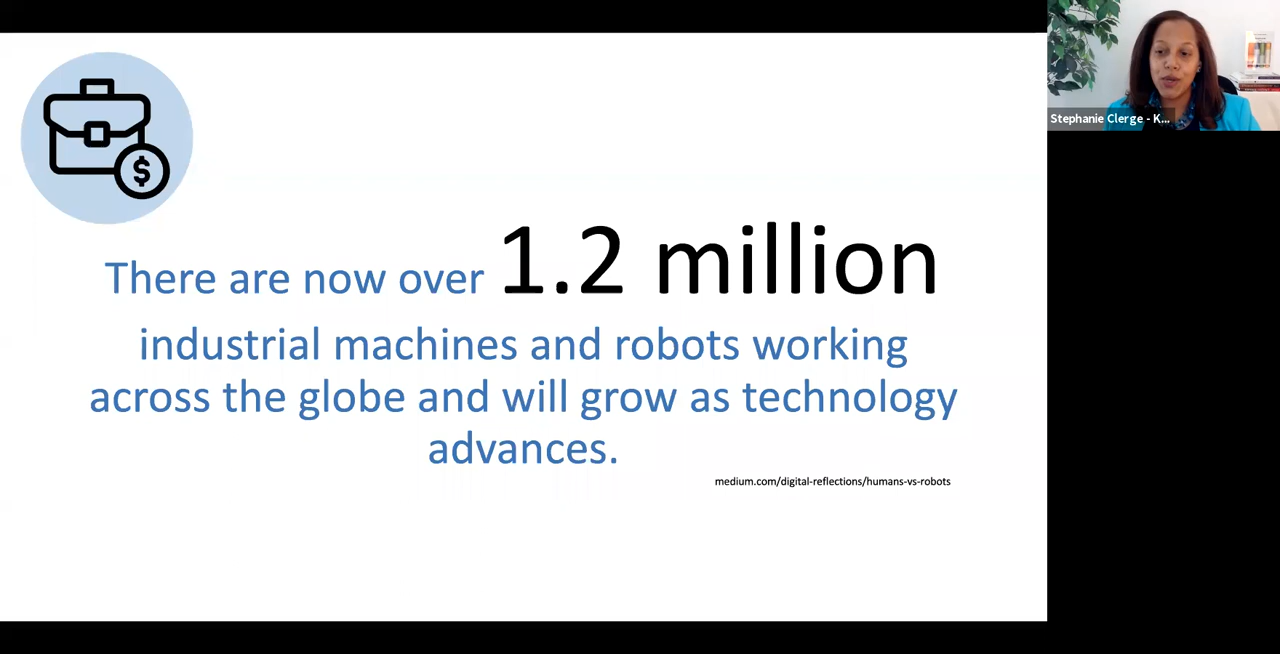 Stephanie Clerge - K...
$
There are now over 1.2 million
industrial machines and robots working
across the globe and will grow as technology
advances.
medium.com/digital-reflections/humans-vs-robots